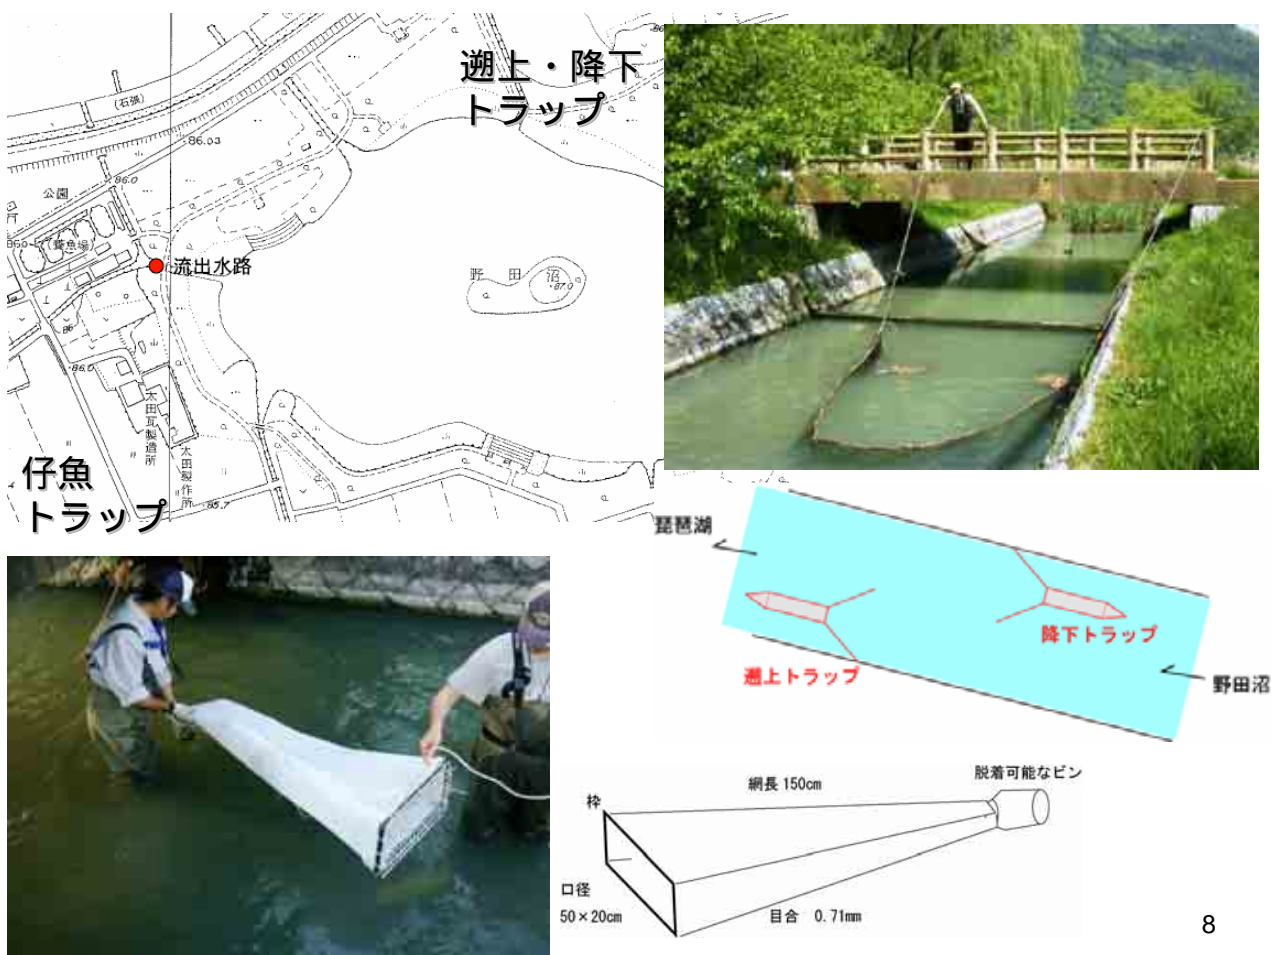 遡上・降下
トラップ
(石張)
86.03
86.0
公園
(養魚場)
流出水路
野田沼
87.0
86
86.0
太田瓦製造所
太田製作所
85.7
仔魚
トラップ
琵琶湖
降下トラップ
遡上トラップ
野田沼
脱着可能なビン
網長 150cm
枠
口径
50×20cm
目合 0.71mm
8